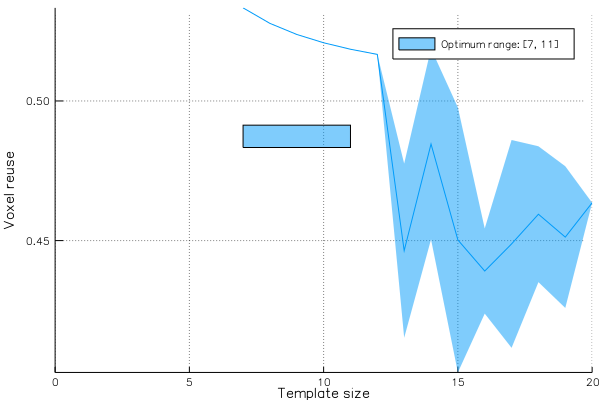 Optimum range: [7, 11]
0.50
0.45
Voxel reuse
0 5 10 15 20
Template size